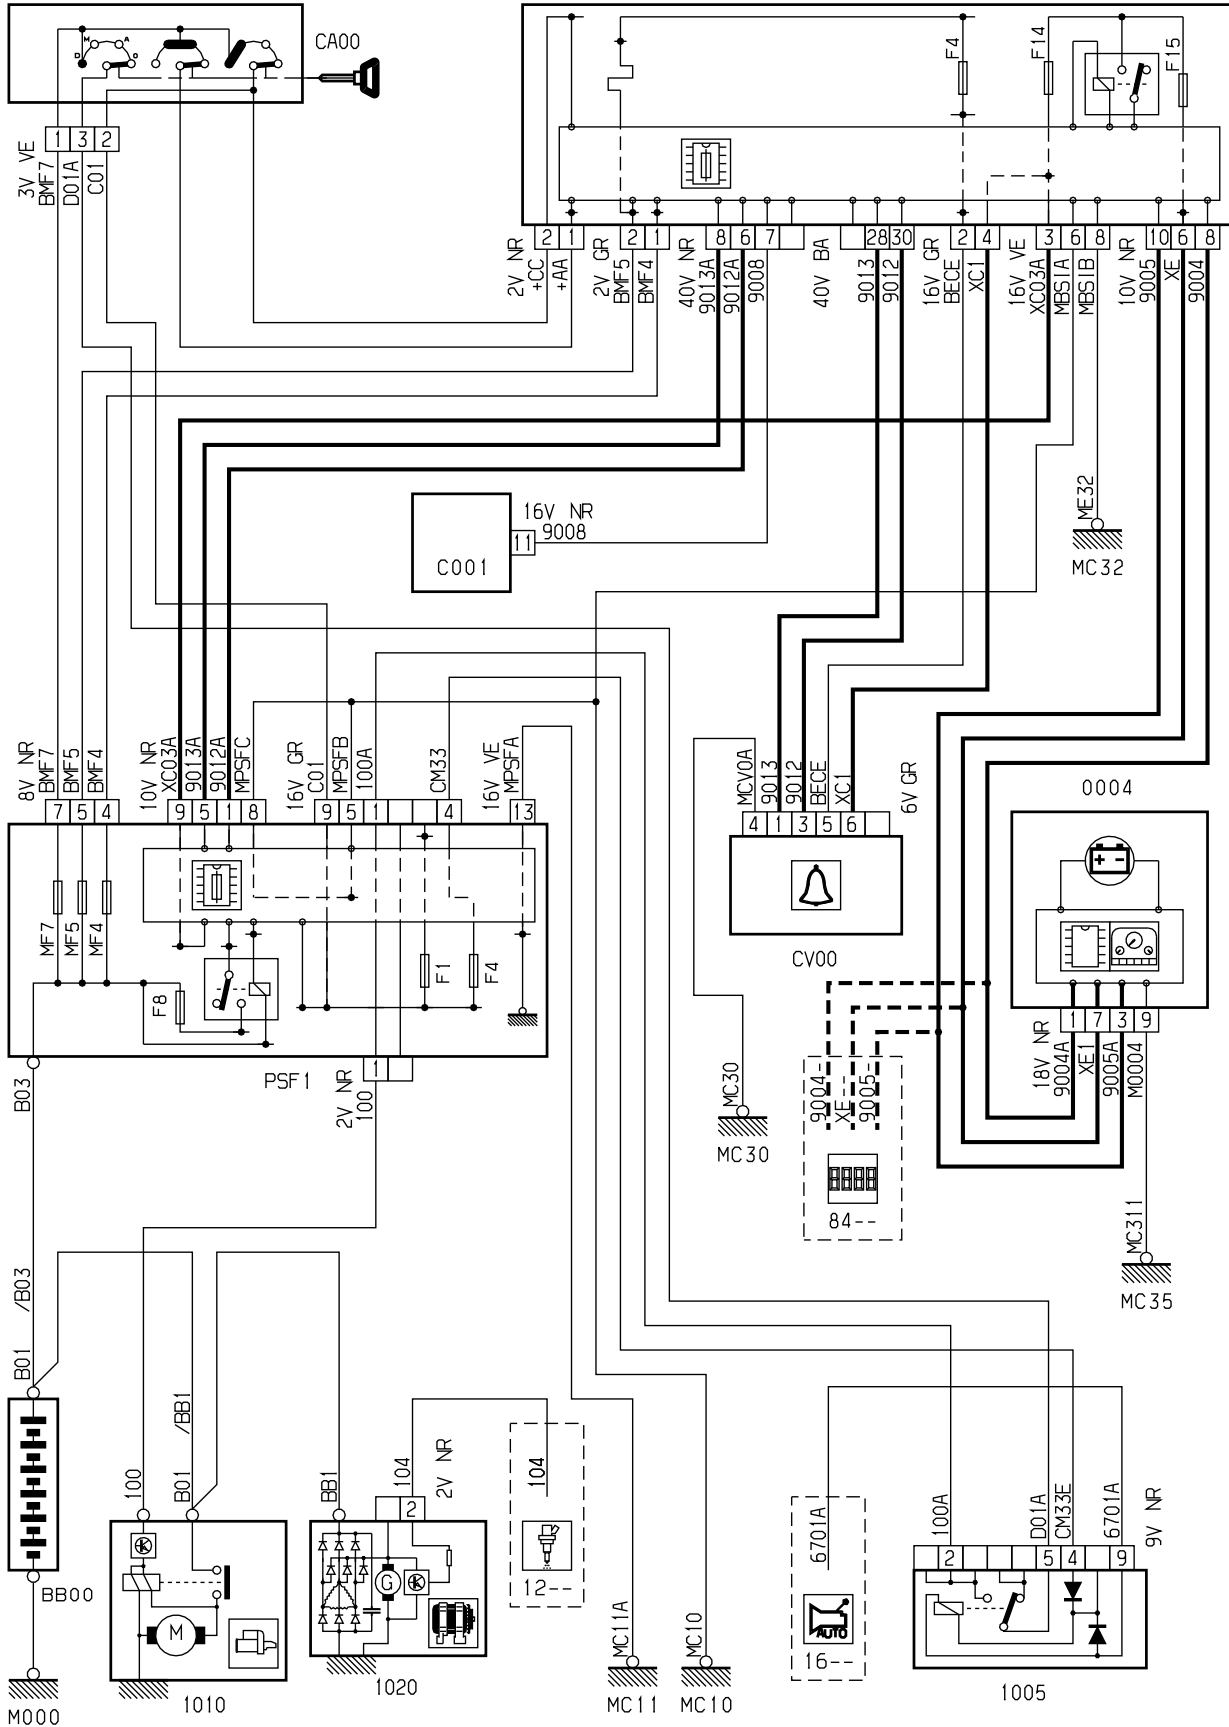 CA00
M A
D O
F4
F14
F15
1 3 2
3V VE
BMF7
D01A
C01
2 1
2 1
8 6 7
28 30
2 4
3 6 8
10 6 8
2V NR
+CC
+AA
2V GR
BMF5
BMF4
40V NR
9013A
9012A
9008
40V BA
9013
9012
16V GR
BECE
XC1
16V VE
XC03A
MBSIA
MBSIB
10V NR
9005
XE
9004
16V NR
9008
11
C001
ME32
MC32
8V NR
BMF7
BMF5
BMF4
10V NR
XC03A
9013A
9012A
MPSFC
16V GR
C01
MPSFB
100A
CM33
16V VE
MPSFA
7 5 4
9 5 1 8
9 5 1 4
13
MCV0A
9013
9012
BECE
XC1
6V GR
4 1 3 5 6
CV00
0004
+ -
MF7
MF5
MF4
F8
F1
F4
PSF1
B03
1
2V NR
100
1 7 3 9
18V NR
9004A
XE1
9005A
M0004
MC30
MC30
9004-
XE--
9005-
84--
MC311
MC35
/B03
B01
/BB1
100
B01
BB1
104
2V NR
2
104
12--
BB00
M000
M
1010
G
1020
MC11A
MC11
MC10
MC10
6701A
AUTO
16--
100A
D01A
CM33E
6701A
9V NR
2 5 4 9
1005